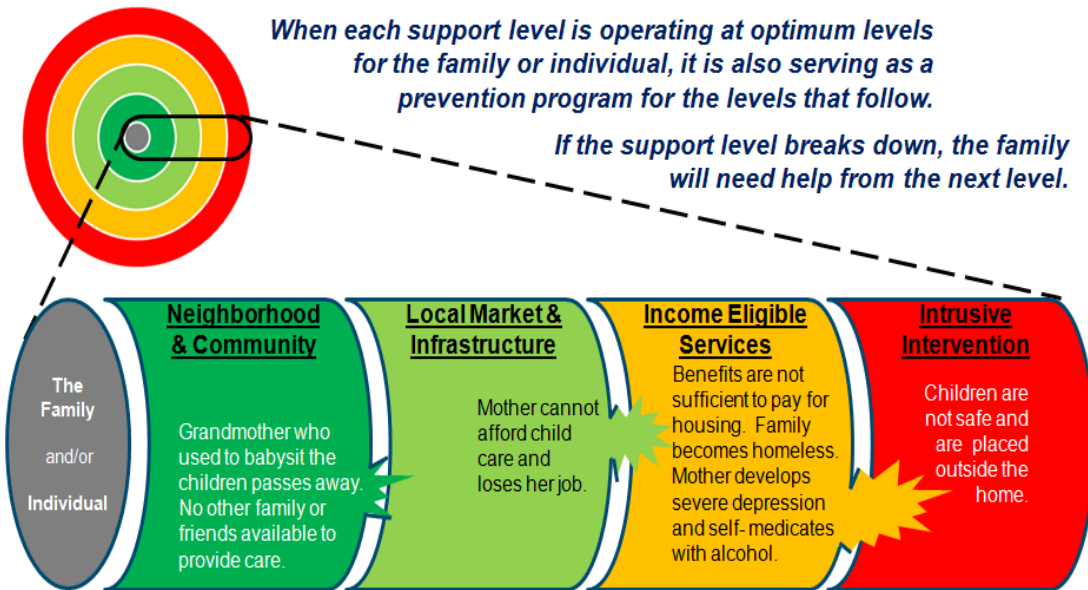 When each support level is operating at optimum levels
for the family or individual, it is also serving as a
prevention program for the levels that follow.
If the support level breaks down, the family
will need help from the next level.
The
Family
and/or
Individual
Neighborhood
& Community
Grandmother who
used to babysit the
children passes away.
No other family or
friends available to
provide care.
Local Market &
Infrastructure
Mother cannot
afford child
care and
loses her job.
Income Eligible
Services
Benefits are not
sufficient to pay for
housing. Family
becomes homeless.
Mother develops
severe depression
and self- medicates
with alcohol.
Intrusive
Intervention
Children are
not safe and
are placed
outside the
home.